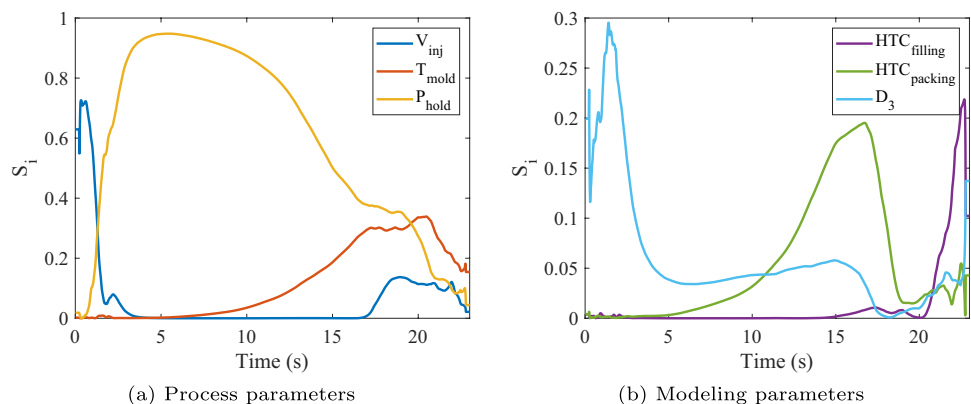 1
0.8
0.6
0.4
0.2
0
S_i
0 5 10 15 20
Time (s)
V_inj
T_mold
P_hold
(a) Process parameters
0.3
0.25
0.2
0.15
0.1
0.05
0
S_i
0 5 10 15 20
Time (s)
HTC_filling
HTC_packing
D_3
(b) Modeling parameters